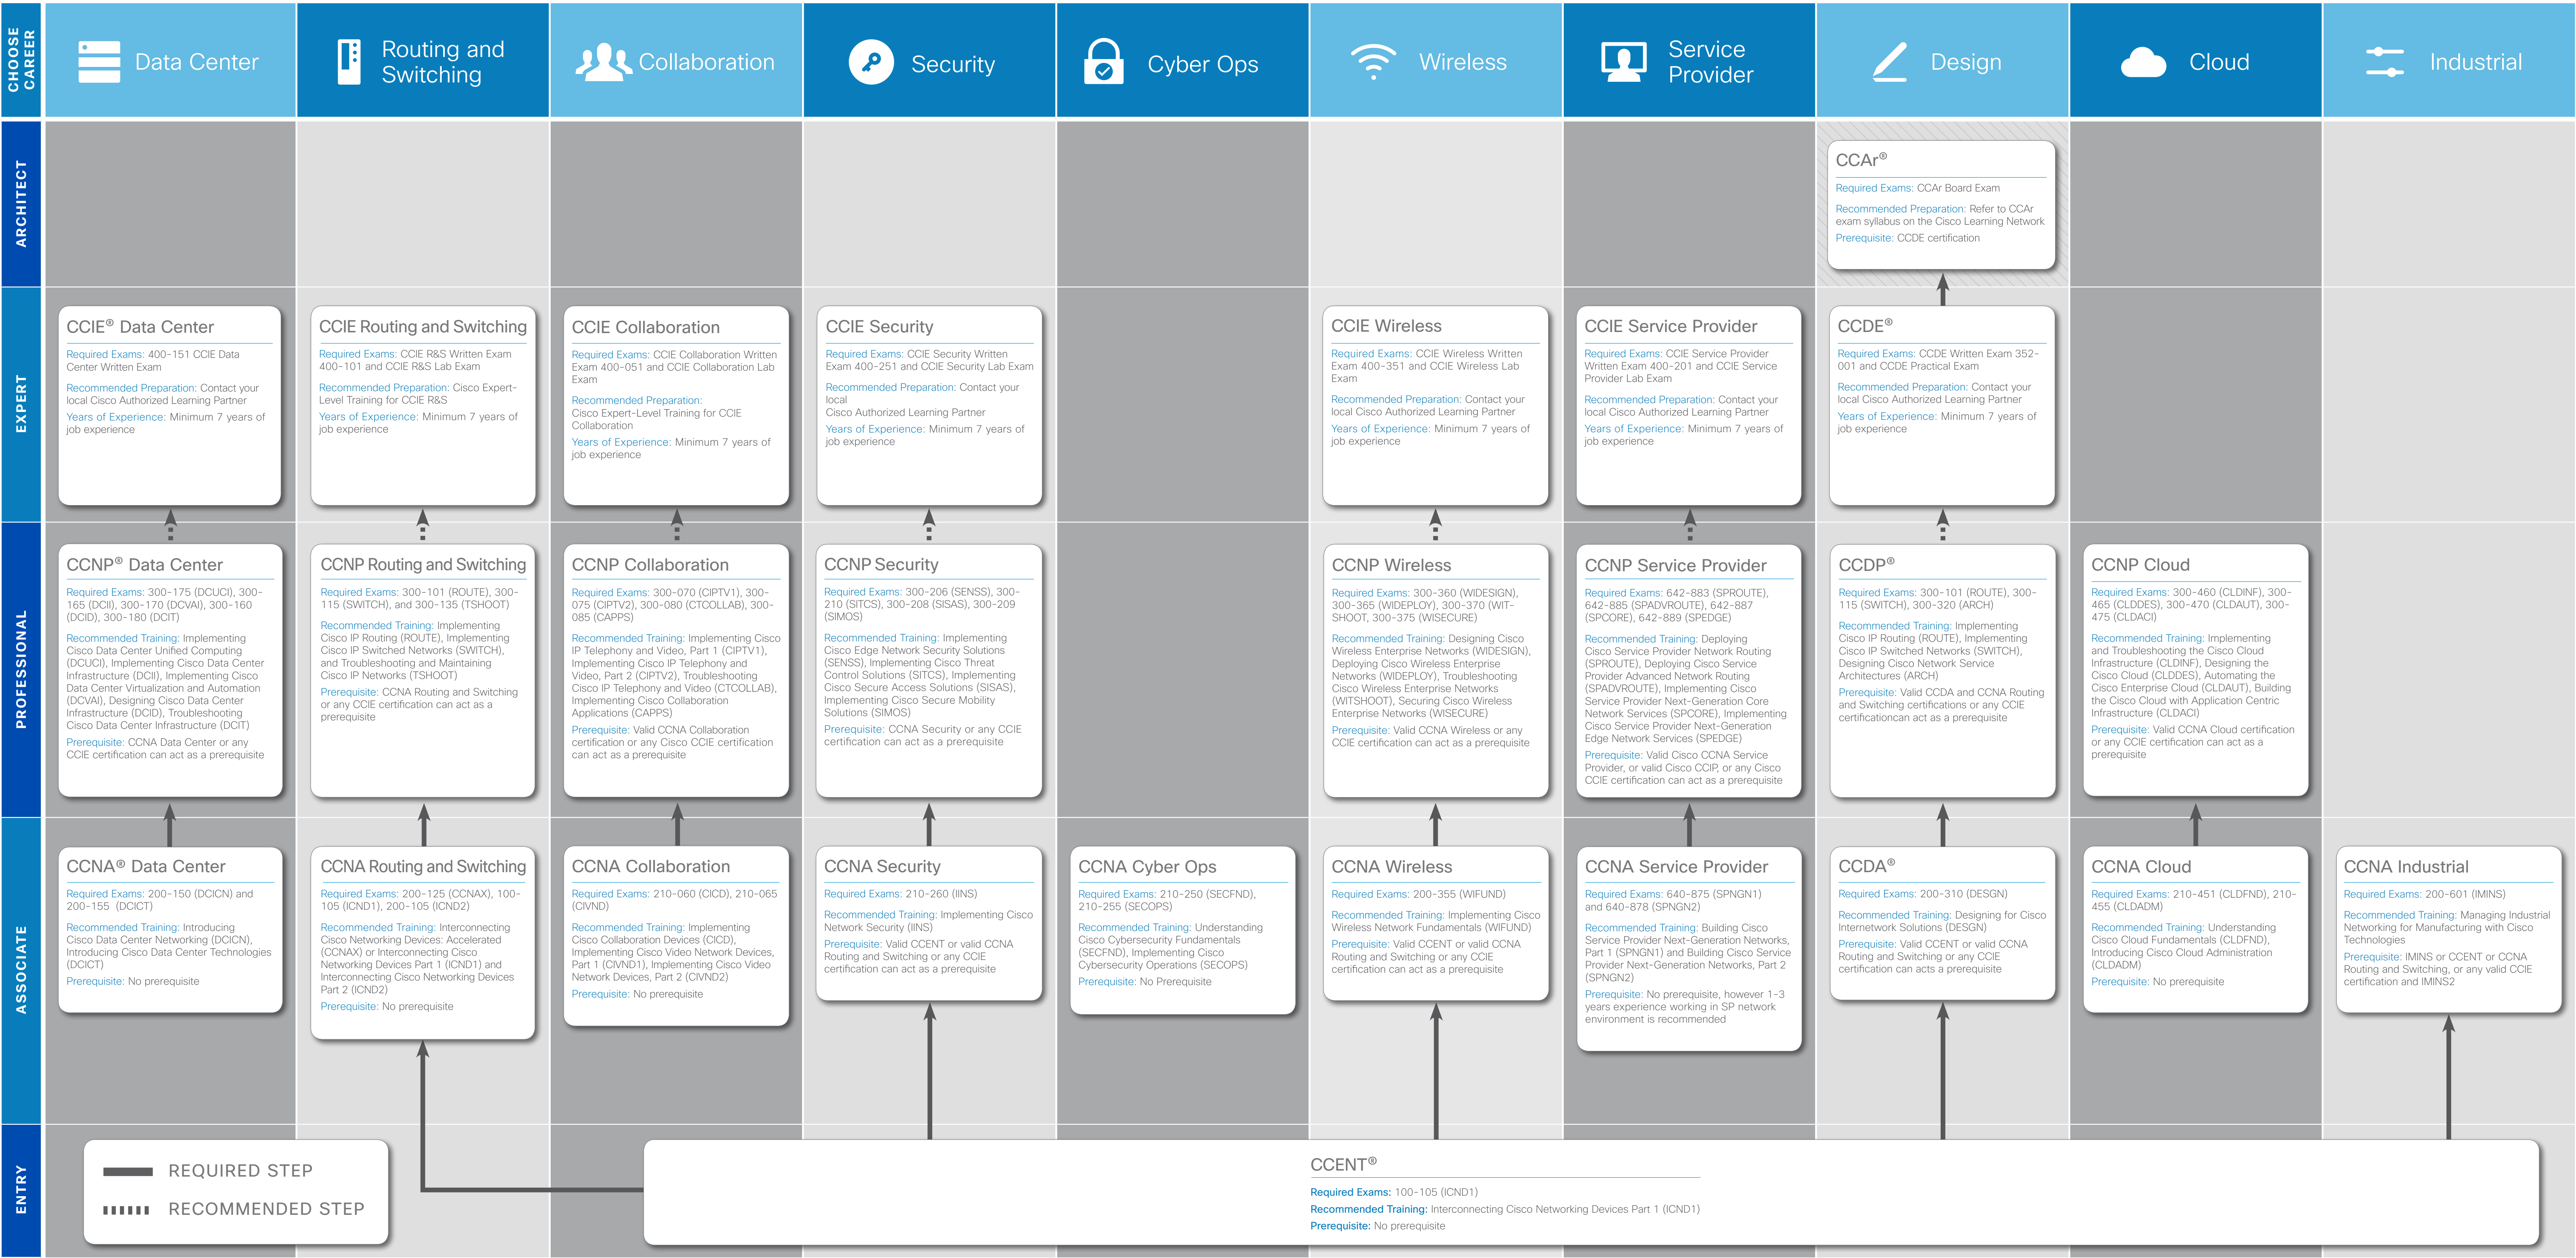 CHOOSE
CAREER
Data Center
Routing and
Switching
Collaboration
Security
Cyber Ops
Wireless
Service
Provider
Design
Cloud
Industrial
ARCHITECT
CCAr®
Required Exams: CCAr Board Exam
Recommended Preparation: Refer to CCAr
exam syllabus on the Cisco Learning Network
Prerequisite: CCDE certification
EXPERT
CCIE® Data Center
Required Exams: 400-151 CCIE Data
Center Written Exam
Recommended Preparation: Contact your
local Cisco Authorized Learning Partner
Years of Experience: Minimum 7 years of
job experience
CCIE Routing and Switching
Required Exams: CCIE R&S Written Exam
400-101 and CCIE R&S Lab Exam
Recommended Preparation: Cisco Expert-
Level Training for CCIE R&S
Years of Experience: Minimum 7 years of
job experience
CCIE Collaboration
Required Exams: CCIE Collaboration Written
Exam 400-051 and CCIE Collaboration Lab
Exam
Recommended Preparation:
Cisco Expert-Level Training for CCIE
Collaboration
Years of Experience: Minimum 7 years of
job experience
CCIE Security
Required Exams: CCIE Security Written
Exam 400-251 and CCIE Security Lab Exam
Recommended Preparation: Contact your
local
Cisco Authorized Learning Partner
Years of Experience: Minimum 7 years of
job experience
CCIE Wireless
Required Exams: CCIE Wireless Written
Exam 400-351 and CCIE Wireless Lab
Exam
Recommended Preparation: Contact your
local Cisco Authorized Learning Partner
Years of Experience: Minimum 7 years of
job experience
CCIE Service Provider
Required Exams: CCIE Service Provider
Written Exam 400-201 and CCIE Service
Provider Lab Exam
Recommended Preparation: Contact your
local Cisco Authorized Learning Partner
Years of Experience: Minimum 7 years of
job experience
CCDE®
Required Exams: CCDE Written Exam 352-
001 and CCDE Practical Exam
Recommended Preparation: Contact your
local Cisco Authorized Learning Partner
Years of Experience: Minimum 7 years of
job experience
PROFESSIONAL
CCNP® Data Center
Required Exams: 300-175 (DCUCI), 300-
165 (DCII), 300-170 (DCVAI), 300-160
(DCID), 300-180 (DCIT)
Recommended Training: Implementing
Cisco Data Center Unified Computing
(DCUCI), Implementing Cisco Data Center
Infrastructure (DCII), Implementing Cisco
Data Center Virtualization and Automation
(DCVAI), Designing Cisco Data Center
Infrastructure (DCID), Troubleshooting
Cisco Data Center Infrastructure (DCIT)
Prerequisite: CCNA Data Center or any
CCIE certification can act as a prerequisite
CCNP Routing and Switching
Required Exams: 300-101 (ROUTE), 300-
115 (SWITCH), and 300-135 (TSHOOT)
Recommended Training: Implementing
Cisco IP Routing (ROUTE), Implementing
Cisco IP Switched Networks (SWITCH),
and Troubleshooting and Maintaining
Cisco IP Networks (TSHOOT)
Prerequisite: CCNA Routing and Switching
or any CCIE certification can act as a
prerequisite
CCNP Collaboration
Required Exams: 300-070 (CIPTV1), 300-
075 (CIPTV2), 300-080 (CTCOLLAB), 300-
085 (CAPPS)
Recommended Training: Implementing Cisco
IP Telephony and Video, Part 1 (CIPTV1),
Implementing Cisco IP Telephony and
Video, Part 2 (CIPTV2), Troubleshooting
Cisco IP Telephony and Video (CTCOLLAB),
Implementing Cisco Collaboration
Applications (CAPPS)
Prerequisite: Valid CCNA Collaboration
certification or any Cisco CCIE certification
can act as a prerequisite
CCNP Security
Required Exams: 300-206 (SENSS), 300-
210 (SITCS), 300-208 (SISAS), 300-209
(SIMOS)
Recommended Training: Implementing
Cisco Edge Network Security Solutions
(SENSS), Implementing Cisco Threat
Control Solutions (SITCS), Implementing
Cisco Secure Access Solutions (SISAS),
Implementing Cisco Secure Mobility
Solutions (SIMOS)
Prerequisite: CCNA Security or any CCIE
certification can act as a prerequisite
CCNP Wireless
Required Exams: 300-360 (WIDESIGN),
300-365 (WIDEPLOY), 300-370 (WIT-
SHOOT, 300-375 (WISECURE)
Recommended Training: Designing Cisco
Wireless Enterprise Networks (WIDESIGN),
Deploying Cisco Wireless Enterprise
Networks (WIDEPLOY), Troubleshooting
Cisco Wireless Enterprise Networks
(WITSHOOT), Securing Cisco Wireless
Enterprise Networks (WISECURE)
Prerequisite: Valid CCNA Wireless or any
CCIE certification can act as a prerequisite
CCNP Service Provider
Required Exams: 642-883 (SPROUTE),
642-885 (SPADVROUTE), 642-887
(SPCORE), 642-889 (SPEDGE)
Recommended Training: Deploying
Cisco Service Provider Network Routing
(SPROUTE), Deploying Cisco Service
Provider Advanced Network Routing
(SPADVROUTE), Implementing Cisco
Service Provider Next-Generation Core
Network Services (SPCORE), Implementing
Cisco Service Provider Next-Generation
Edge Network Services (SPEDGE)
Prerequisite: Valid Cisco CCNA Service
Provider, or valid Cisco CCIP, or any Cisco
CCIE certification can act as a prerequisite
CCDP®
Required Exams: 300-101 (ROUTE), 300-
115 (SWITCH), 300-320 (ARCH)
Recommended Training: Implementing
Cisco IP Routing (ROUTE), Implementing
Cisco IP Switched Networks (SWITCH),
Designing Cisco Network Service
Architectures (ARCH)
Prerequisite: Valid CCDA and CCNA Routing
and Switching certifications or any CCIE
certificationcan act as a prerequisite
CCNP Cloud
Required Exams: 300-460 (CLDINF), 300-
465 (CLDDES), 300-470 (CLDAUT), 300-
475 (CLDACI)
Recommended Training: Implementing
and Troubleshooting the Cisco Cloud
Infrastructure (CLDINF), Designing the
Cisco Cloud (CLDDES), Automating the
Cisco Enterprise Cloud (CLDAUT), Building
the Cisco Cloud with Application Centric
Infrastructure (CLDACI)
Prerequisite: Valid CCNA Cloud certification
or any CCIE certification can act as a
prerequisite
ASSOCIATE
CCNA® Data Center
Required Exams: 200-150 (DCICN) and
200-155 (DCICT)
Recommended Training: Introducing
Cisco Data Center Networking (DCICN),
Introducing Cisco Data Center Technologies
(DCICT)
Prerequisite: No prerequisite
CCNA Routing and Switching
Required Exams: 200-125 (CCNAX), 100-
105 (ICND1), 200-105 (ICND2)
Recommended Training: Interconnecting
Cisco Networking Devices: Accelerated
(CCNAX) or Interconnecting Cisco
Networking Devices Part 1 (ICND1) and
Interconnecting Cisco Networking Devices
Part 2 (ICND2)
Prerequisite: No prerequisite
CCNA Collaboration
Required Exams: 210-060 (CICD), 210-065
(CIVND)
Recommended Training: Implementing
Cisco Collaboration Devices (CICD),
Implementing Cisco Video Network Devices,
Part 1 (CIVND1), Implementing Cisco Video
Network Devices, Part 2 (CIVND2)
Prerequisite: No prerequisite
CCNA Security
Required Exams: 210-260 (IINS)
Recommended Training: Implementing Cisco
Network Security (IINS)
Prerequisite: Valid CCENT or valid CCNA
Routing and Switching or any CCIE
certification can act as a prerequisite
CCNA Cyber Ops
Required Exams: 210-250 (SECFND),
210-255 (SECOPS)
Recommended Training: Understanding
Cisco Cybersecurity Fundamentals
(SECFND), Implementing Cisco
Cybersecurity Operations (SECOPS)
Prerequisite: No Prerequisite
CCNA Wireless
Required Exams: 200-355 (WIFUND)
Recommended Training: Implementing Cisco
Wireless Network Fundamentals (WIFUND)
Prerequisite: Valid CCENT or valid CCNA
Routing and Switching or any CCIE
certification can act as a prerequisite
CCNA Service Provider
Required Exams: 640-875 (SPNGN1)
and 640-878 (SPNGN2)
Recommended Training: Building Cisco
Service Provider Next-Generation Networks,
Part 1 (SPNGN1) and Building Cisco Service
Provider Next-Generation Networks, Part 2
(SPNGN2)
Prerequisite: No prerequisite, however 1-3
years experience working in SP network
environment is recommended
CCDA®
Required Exams: 200-310 (DESGN)
Recommended Training: Designing for Cisco
Internetwork Solutions (DESGN)
Prerequisite: Valid CCENT or valid CCNA
Routing and Switching or any CCIE
certification can acts a prerequisite
CCNA Cloud
Required Exams: 210-451 (CLDFND), 210-
455 (CLDADM)
Recommended Training: Understanding
Cisco Cloud Fundamentals (CLDFND),
Introducing Cisco Cloud Administration
(CLDADM)
Prerequisite: No prerequisite
CCNA Industrial
Required Exams: 200-601 (IMINS)
Recommended Training: Managing Industrial
Networking for Manufacturing with Cisco
Technologies
Prerequisite: IMINS or CCENT or CCNA
Routing and Switching, or any valid CCIE
certification and IMINS2
ENTRY
REQUIRED STEP
RECOMMENDED STEP
CCENT®
Required Exams: 100-105 (ICND1)
Recommended Training: Interconnecting Cisco Networking Devices Part 1 (ICND1)
Prerequisite: No prerequisite